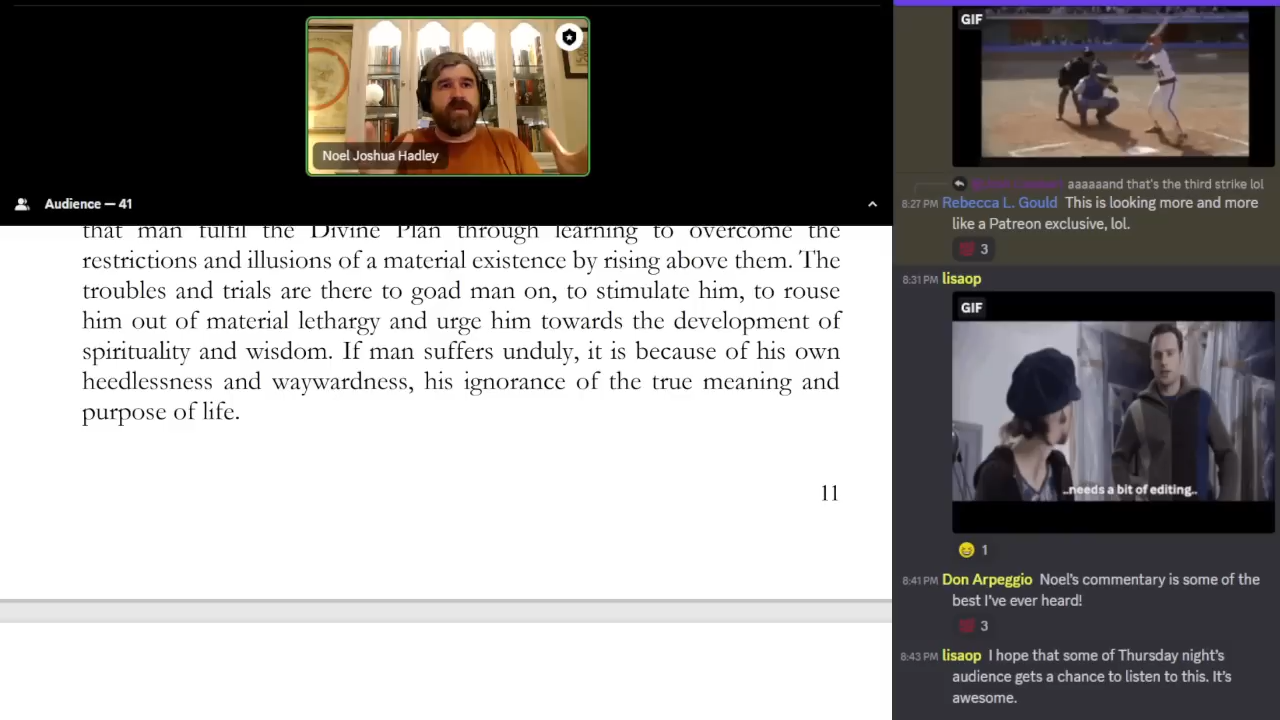 Noel Joshua Hadley
Audience — 41
that man fulfil the Divine Plan through learning to overcome the
restrictions and illusions of a material existence by rising above them. The
troubles and trials are there to goad man on, to stimulate him, to rouse
him out of material lethargy and urge him towards the development of
spirituality and wisdom. If man suffers unduly, it is because of his own
heedlessness and waywardness, his ignorance of the true meaning and
purpose of life.
11
GIF
aaaaand that's the third strike lol
8:27 PM Rebecca L. Gould This is looking more and more
like a Patreon exclusive, lol.
3
8:31 PM lisaop
GIF
..needs a bit of editing..
1
8:41 PM Don Arpeggio Noel's commentary is some of the
best I've ever heard!
3
8:43 PM lisaop I hope that some of Thursday night's
audience gets a chance to listen to this. It's
awesome.